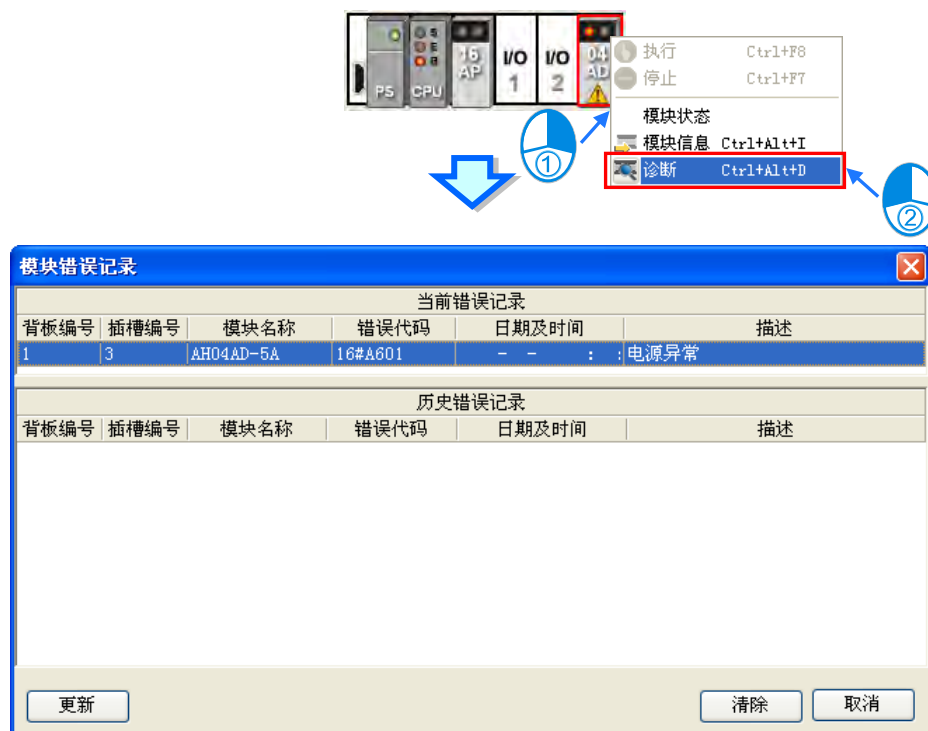 PS
CPU
S
E
B
16
AP
I/O
1
I/O
2
04
AD
执行 Ctrl+F8
停止 Ctrl+F7
模块状态
模块信息 Ctrl+Alt+I
诊断 Ctrl+Alt+D
①
②
模块错误记录
当前错误记录
背板编号 插槽编号 模块名称 错误代码 日期及时间 描述
1 3 AH04AD-5A 16#A601 - - : : 电源异常
历史错误记录
背板编号 插槽编号 模块名称 错误代码 日期及时间 描述
更新 清除 取消